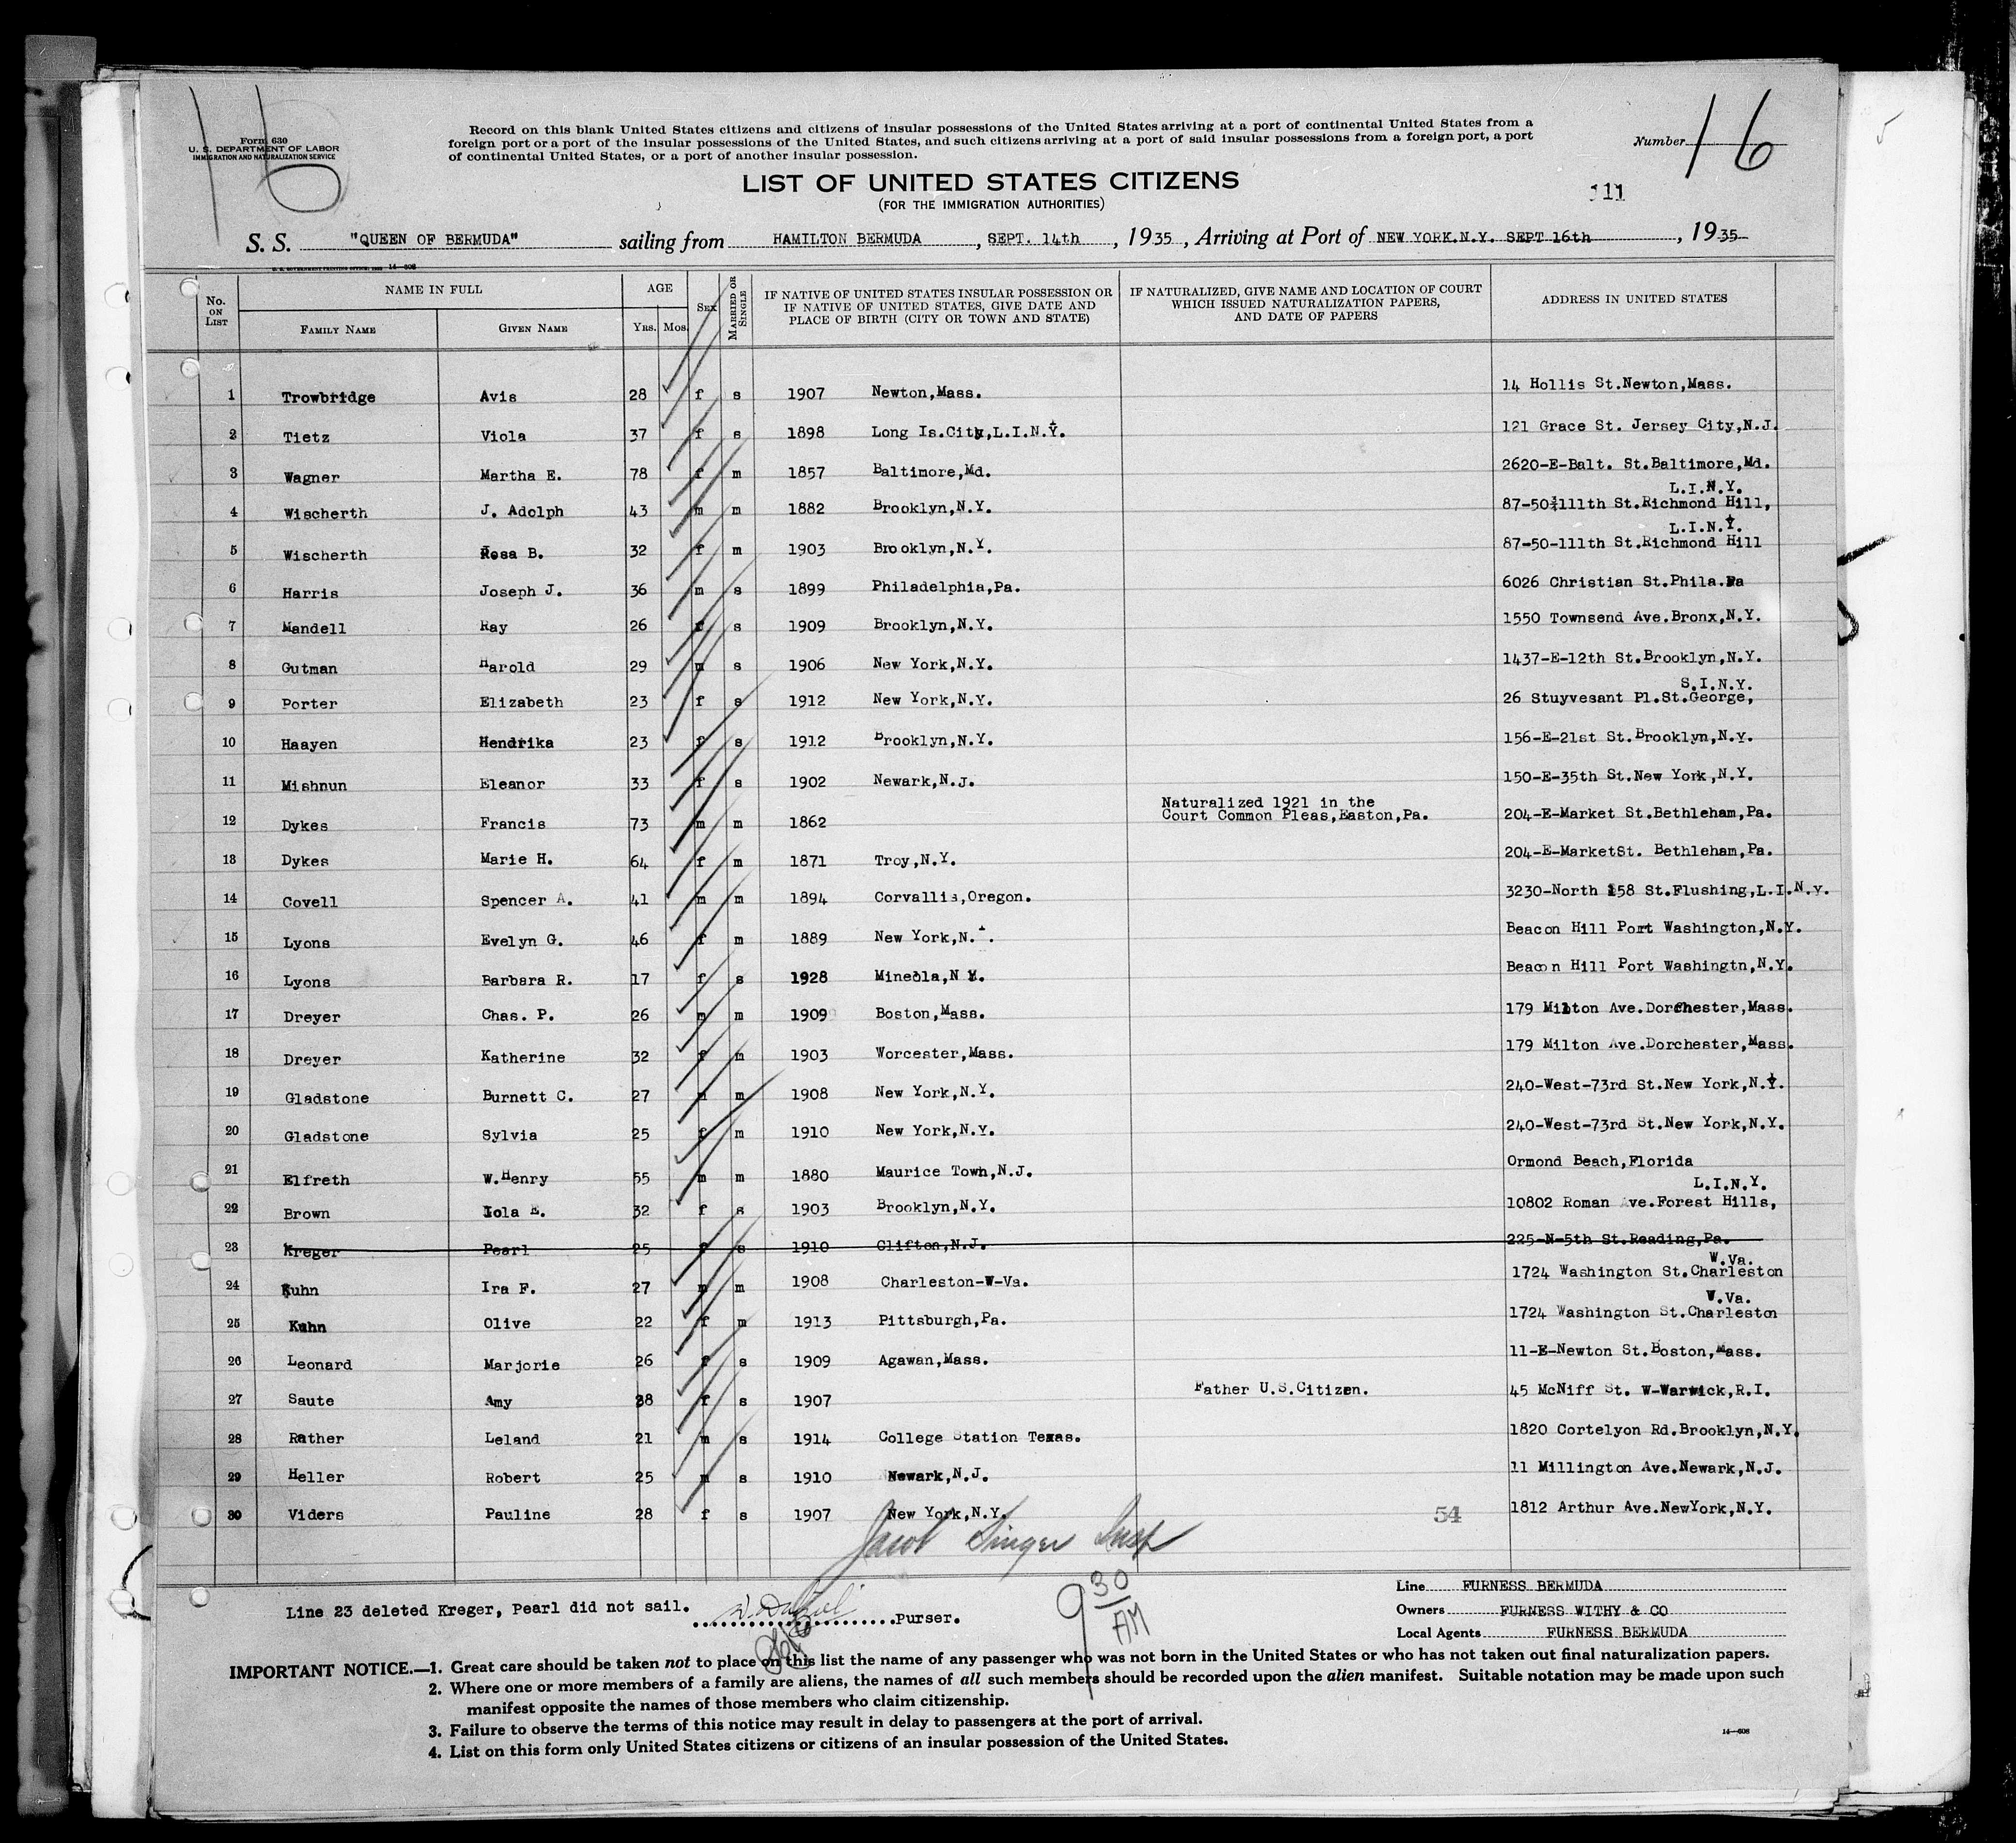 16
Form 630
U. S. DEPARTMENT OF LABOR
IMMIGRATION AND NATURALIZATION SERVICE
Record on this blank United States citizens and citizens of insular possessions of the United States arriving at a port of continental United States from a
foreign port or a port of the insular possessions of the United States, and such citizens arriving at a port of said insular possessions from a foreign port, a port
of continental United States, or a port of another insular possession.
Number 16
LIST OF UNITED STATES CITIZENS
(FOR THE IMMIGRATION AUTHORITIES)
111
S. S. "QUEEN OF BERMUDA" sailing from HAMILTON BERMUDA, SEPT. 14th, 1935, Arriving at Port of NEW YORK.N.Y. SEPT 16th, 1935
14-608
No. ON LIST NAME IN FULL AGE SEX MARRIED OR SINGLE IF NATIVE OF UNITED STATES INSULAR POSSESSION OR IF NATIVE OF UNITED STATES, GIVE DATE AND PLACE OF BIRTH (CITY OR TOWN AND STATE) IF NATURALIZED, GIVE NAME AND LOCATION OF COURT WHICH ISSUED NATURALIZATION PAPERS, AND DATE OF PAPERS ADDRESS IN UNITED STATES
FAMILY NAME GIVEN NAME YRS. MOS.
1 Trowbridge Avis 28 f s 1907 Newton,Mass. 14 Hollis St.Newton,Mass.
2 Tietz Viola 37 f s 1898 Long Is.City,L.I.N.Y. 121 Grace St. Jersey City,N.J.
3 Wagner Martha E. 78 f m 1857 Baltimore,Md. 2620-E-Balt. St.Baltimore,Md.
L.I.N.Y.
4 Wischerth J. Adolph 43 m m 1882 Brooklyn,N.Y. 87-50-111th St.Richmond Hill,
L.I.N.Y.
5 Wischerth Rosa B. 32 f m 1903 Brooklyn,N.Y. 87-50-111th St.Richmond Hill
6 Harris Joseph J. 36 m s 1899 Philadelphia,Pa. 6026 Christian St.Phila.Pa
7 Mandell Ray 26 f s 1909 Brooklyn,N.Y. 1550 Townsend Ave.Bronx,N.Y.
8 Gutman Harold 29 m s 1906 New York,N.Y. 1437-E-12th St.Brooklyn,N.Y.
S.I.N.Y.
9 Porter Elizabeth 23 f s 1912 New York,N.Y. 26 Stuyvesant Pl.St.George,
10 Haayen Hendrika 23 f s 1912 Brooklyn,N.Y. 156-E-21st St.Brooklyn,N.Y.
11 Mishnun Eleanor 33 f s 1902 Newark,N.J. 150-E-35th St.New York,N.Y.
Naturalized 1921 in the
12 Dykes Francis 73 m m 1862 Court Common Pleas,Easton,Pa. 204-E-Market St.Bethleham,Pa.
13 Dykes Marie H. 64 f m 1871 Troy,N.Y. 204-E-MarketSt. Bethleham,Pa.
14 Covell Spencer A. 41 m m 1894 Corvallis,Oregon. 3230-North 158 St.Flushing,L.I.N.Y.
15 Lyons Evelyn G. 46 f m 1889 New York,N.Y. Beacon Hill Port Washington,N.Y.
16 Lyons Barbara R. 17 f s 1928 Mineola,N Y. Beacon Hill Port Washingtn,N.Y.
17 Dreyer Chas. P. 26 m m 1909 Boston,Mass. 179 Milton Ave.Dorchester,Mass.
18 Dreyer Katherine 32 f m 1903 Worcester,Mass. 179 Milton Ave.Dorchester,Mass.
19 Gladstone Burnett C. 27 m m 1908 New York,N.Y. 240-West-73rd St.New York,N.Y.
20 Gladstone Sylvia 25 f m 1910 New York,N.Y. 240-West-73rd St.New York,N.Y.
21 Elfreth W.Henry 55 m m 1880 Maurice Town,N.J. Ormond Beach,Florida
L.I.N.Y.
22 Brown Iola E. 32 f s 1903 Brooklyn,N.Y. 10802 Roman Ave.Forest Hills,
23 Kreger Pearl 25 f s 1910 Clifton,N.J. 225-N-5th St.Reading,Pa.
W.Va.
24 Kuhn Ira F. 27 m m 1908 Charleston-W-Va. 1724 Washington St.Charleston
W.Va.
25 Kuhn Olive 22 f m 1913 Pittsburgh,Pa. 1724 Washington St.Charleston
26 Leonard Marjorie 26 f s 1909 Agawan,Mass. 11-E-Newton St.Boston,Mass.
27 Saute Amy 28 f s 1907 Father U.S.Citizen. 45 McNiff St. W-Warwick,R.I.
28 Rather Leland 21 m s 1914 College Station Texas. 1820 Cortelyon Rd.Brooklyn,N.Y.
29 Heller Robert 25 m s 1910 Newark,N.J. 11 Millington Ave.Newark,N.J.
30 Viders Pauline 28 f s 1907 New York,N.Y. 54 1812 Arthur Ave.NewYork,N.Y.
Jacob Singer Insp
Line 23 deleted Kreger, Pearl did not sail. Purser.
9 30 AM
Line FURNESS BERMUDA
Owners FURNESS WITHY & CO
Local Agents FURNESS BERMUDA
IMPORTANT NOTICE.—1. Great care should be taken not to place on this list the name of any passenger who was not born in the United States or who has not taken out final naturalization papers.
2. Where one or more members of a family are aliens, the names of all such members should be recorded upon the alien manifest. Suitable notation may be made upon such
manifest opposite the names of those members who claim citizenship.
3. Failure to observe the terms of this notice may result in delay to passengers at the port of arrival.
4. List on this form only United States citizens or citizens of an insular possession of the United States.
14-608